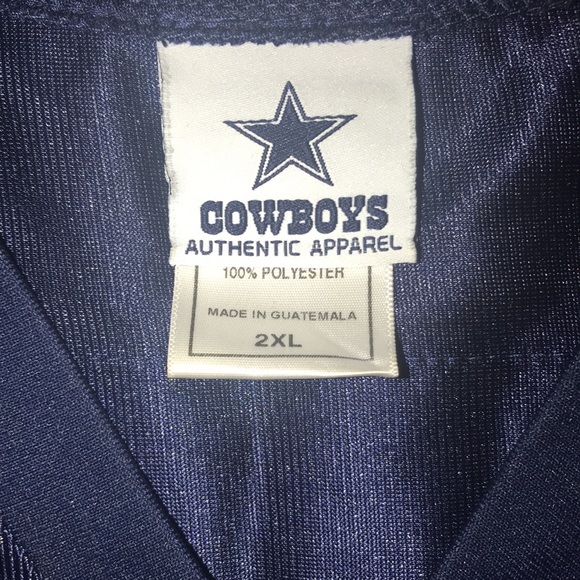 COWBOYS
AUTHENTIC APPAREL
100% POLYESTER
MADE IN GUATEMALA
2XL